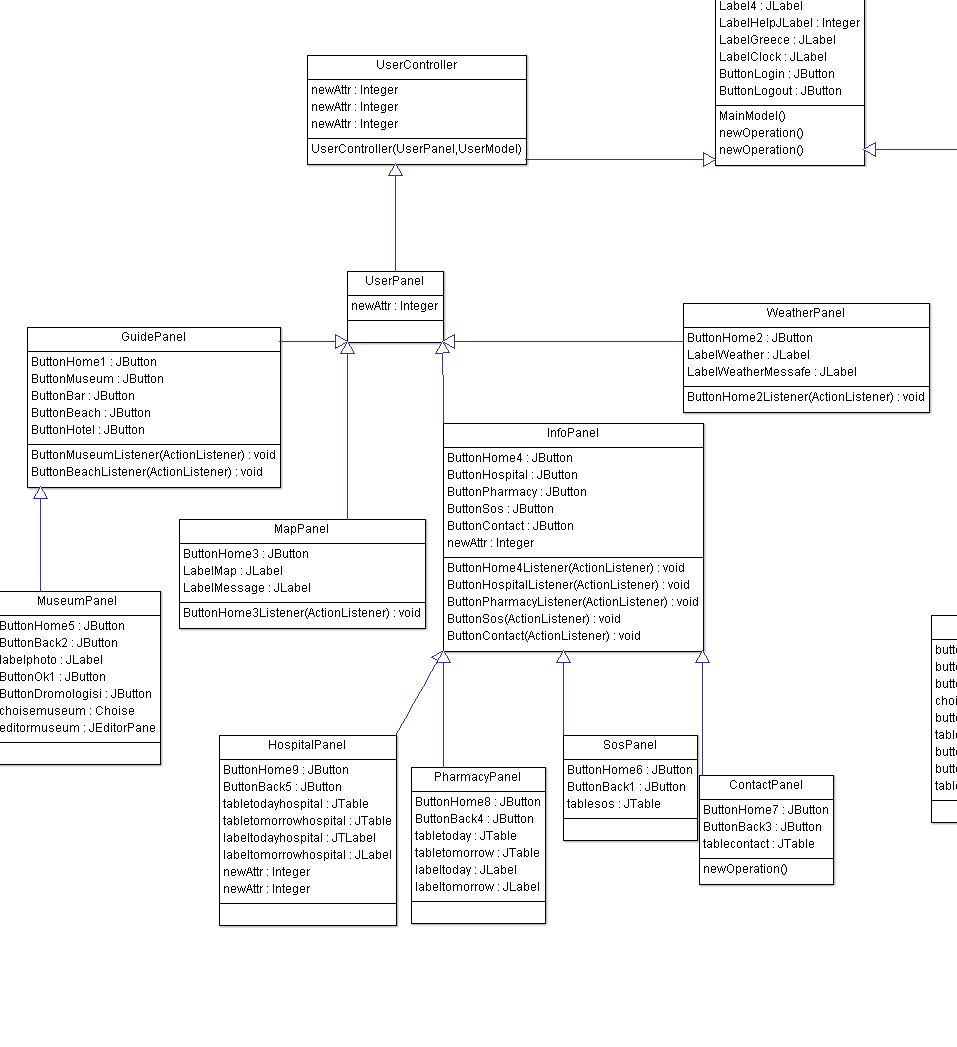 Label4 : JLabel
LabelHelpJLabel : Integer
LabelGreece : JLabel
LabelClock : JLabel
ButtonLogin : JButton
ButtonLogout : JButton
MainModel()
newOperation()
newOperation()
UserController
newAttr : Integer
newAttr : Integer
newAttr : Integer
UserController(UserPanel,UserModel)
UserPanel
newAttr : Integer
GuidePanel
ButtonHome1 : JButton
ButtonMuseum : JButton
ButtonBar : JButton
ButtonBeach : JButton
ButtonHotel : JButton
ButtonMuseumListener(ActionListener) : void
ButtonBeachListener(ActionListener) : void
WeatherPanel
ButtonHome2 : JButton
LabelWeather : JLabel
LabelWeatherMessafe : JLabel
ButtonHome2Listener(ActionListener) : void
InfoPanel
ButtonHome4 : JButton
ButtonHospital : JButton
ButtonPharmacy : JButton
ButtonSos : JButton
ButtonContact : JButton
newAttr : Integer
ButtonHome4Listener(ActionListener) : void
ButtonHospitalListener(ActionListener) : void
ButtonPharmacyListener(ActionListener) : void
ButtonSos(ActionListener) : void
ButtonContact(ActionListener) : void
MapPanel
ButtonHome3 : JButton
LabelMap : JLabel
LabelMessage : JLabel
ButtonHome3Listener(ActionListener) : void
MuseumPanel
ButtonHome5 : JButton
ButtonBack2 : JButton
labelphoto : JLabel
ButtonOk1 : JButton
ButtonDromologisi : JButton
choisemuseum : Choise
editormuseum : JEditorPane
HospitalPanel
ButtonHome9 : JButton
ButtonBack5 : JButton
tabletodayhospital : JTable
tabletomorrowhospital : JTable
labeltodayhospital : JTLabel
labeltomorrowhospital : JLabel
newAttr : Integer
newAttr : Integer
PharmacyPanel
ButtonHome8 : JButton
ButtonBack4 : JButton
tabletoday : JTable
tabletomorrow : JTable
labeltoday : JLabel
labeltomorrow : JLabel
SosPanel
ButtonHome6 : JButton
ButtonBack1 : JButton
tablesos : JTable
ContactPanel
ButtonHome7 : JButton
ButtonBack3 : JButton
tablecontact : JTable
newOperation()